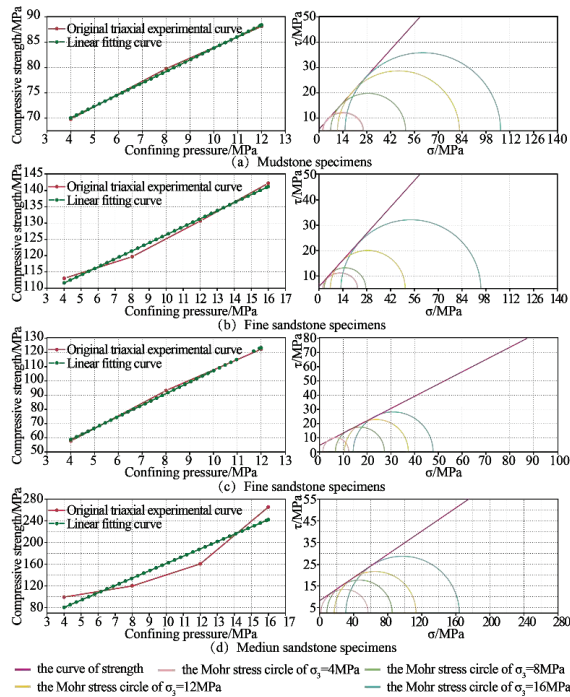 Compressive strength/MPa
90
85
80
75
70
3 4 5 6 7 8 9 10 11 12 13
Confining pressure/MPa
Original triaxial experimental curve
Linear fitting curve
τ/MPa
50
40
30
20
10
0 14 28 42 56 70 84 98 112 126 140
σ/MPa
(a) Mudstone specimens
Compressive strength/MPa
145
140
135
130
125
120
115
110
3 4 5 6 7 8 9 10 11 12 13 14 15 16 17
Confining pressure/MPa
Original triaxial experimental curve
Linear fitting curve
τ/MPa
50
40
30
20
10
0 14 28 42 56 70 84 98 112 126 140
σ/MPa
(b) Fine sandstone specimens
Compressive strength/MPa
130
120
110
100
90
80
70
60
50
3 4 5 6 7 8 9 10 11 12 13
Confining pressure/MPa
Original triaxial experimental curve
Linear fitting curve
τ/MPa
80
70
60
50
40
30
20
10
0 10 20 30 40 50 60 70 80 90 100
σ/MPa
(c) Fine sandstone specimens
Compressive strength/MPa
280
240
200
160
120
80
3 4 5 6 7 8 9 10 11 12 13 14 15 16 17
Confining pressure/MPa
Original triaxial experimental curve
Linear fitting curve
τ/MPa
55
45
35
25
15
5
0 40 80 120 160 200 240 280
σ/MPa
(d) Mediun sandstone specimens
the curve of strength
the Mohr stress circle of σ3=4MPa
the Mohr stress circle of σ3=8MPa
the Mohr stress circle of σ3=12MPa
the Mohr stress circle of σ3=16MPa